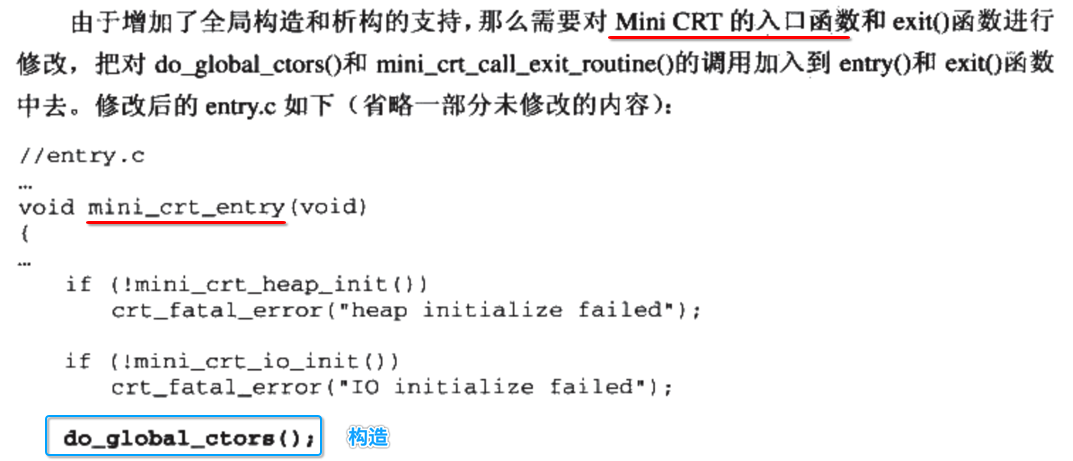 由于增加了全局构造和析构的支持，那么需要对 Mini CRT 的入口函数和 exit()函数进行
修改，把对 do_global_ctors()和 mini_crt_call_exit_routine()的调用加入到 entry()和 exit()函数
中去。修改后的 entry.c 如下（省略一部分未修改的内容）：
//entry.c
…
void mini_crt_entry(void)
{
…
if (!mini_crt_heap_init())
crt_fatal_error("heap initialize failed");
if (!mini_crt_io_init())
crt_fatal_error("IO initialize failed");
do_global_ctors(); 构造